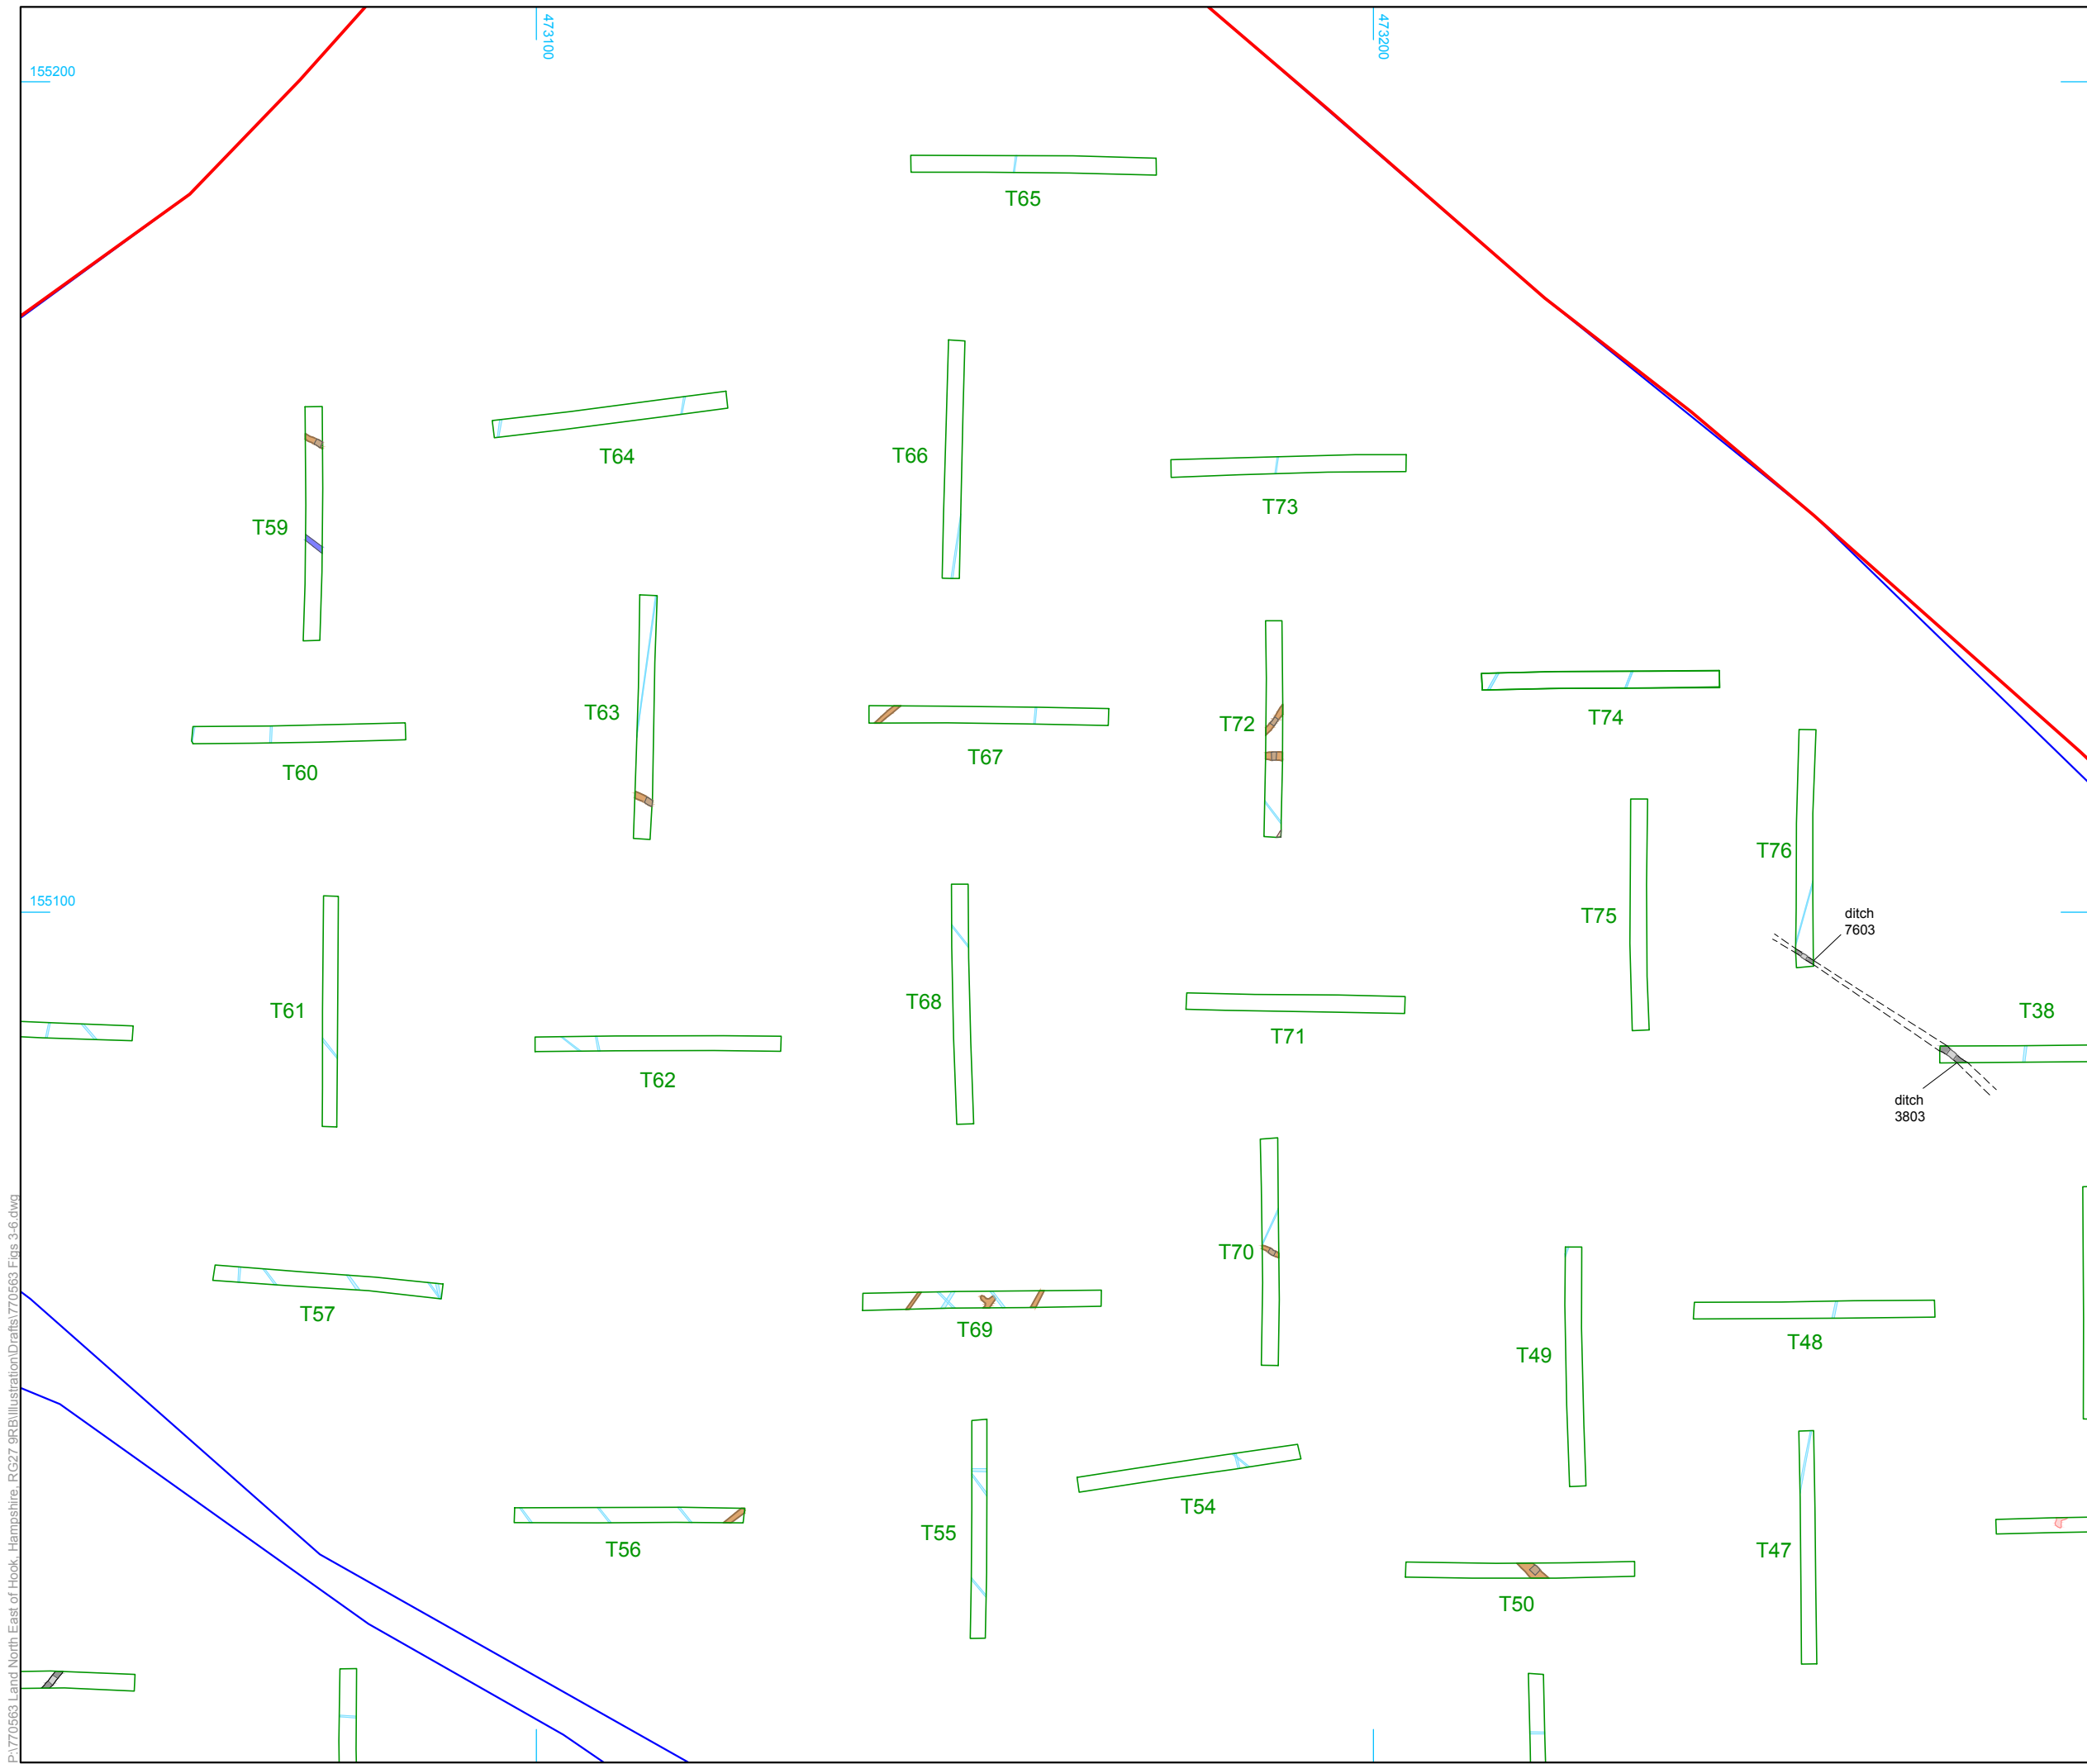 473100
473200
155200
T65
T64
T66
T73
T59
T63
T67
T72
T74
T60
T76
155100
ditch
7603
T75
T61
T68
T71
T38
T62
ditch
3803
T70
T57
T69
T49
T48
T54
T55
T56
T47
T50
P:\770563 Land North East of Hook, Hampshire, RG27 9RB\Illustration\Drafts\770563 Figs 3-6.dwg